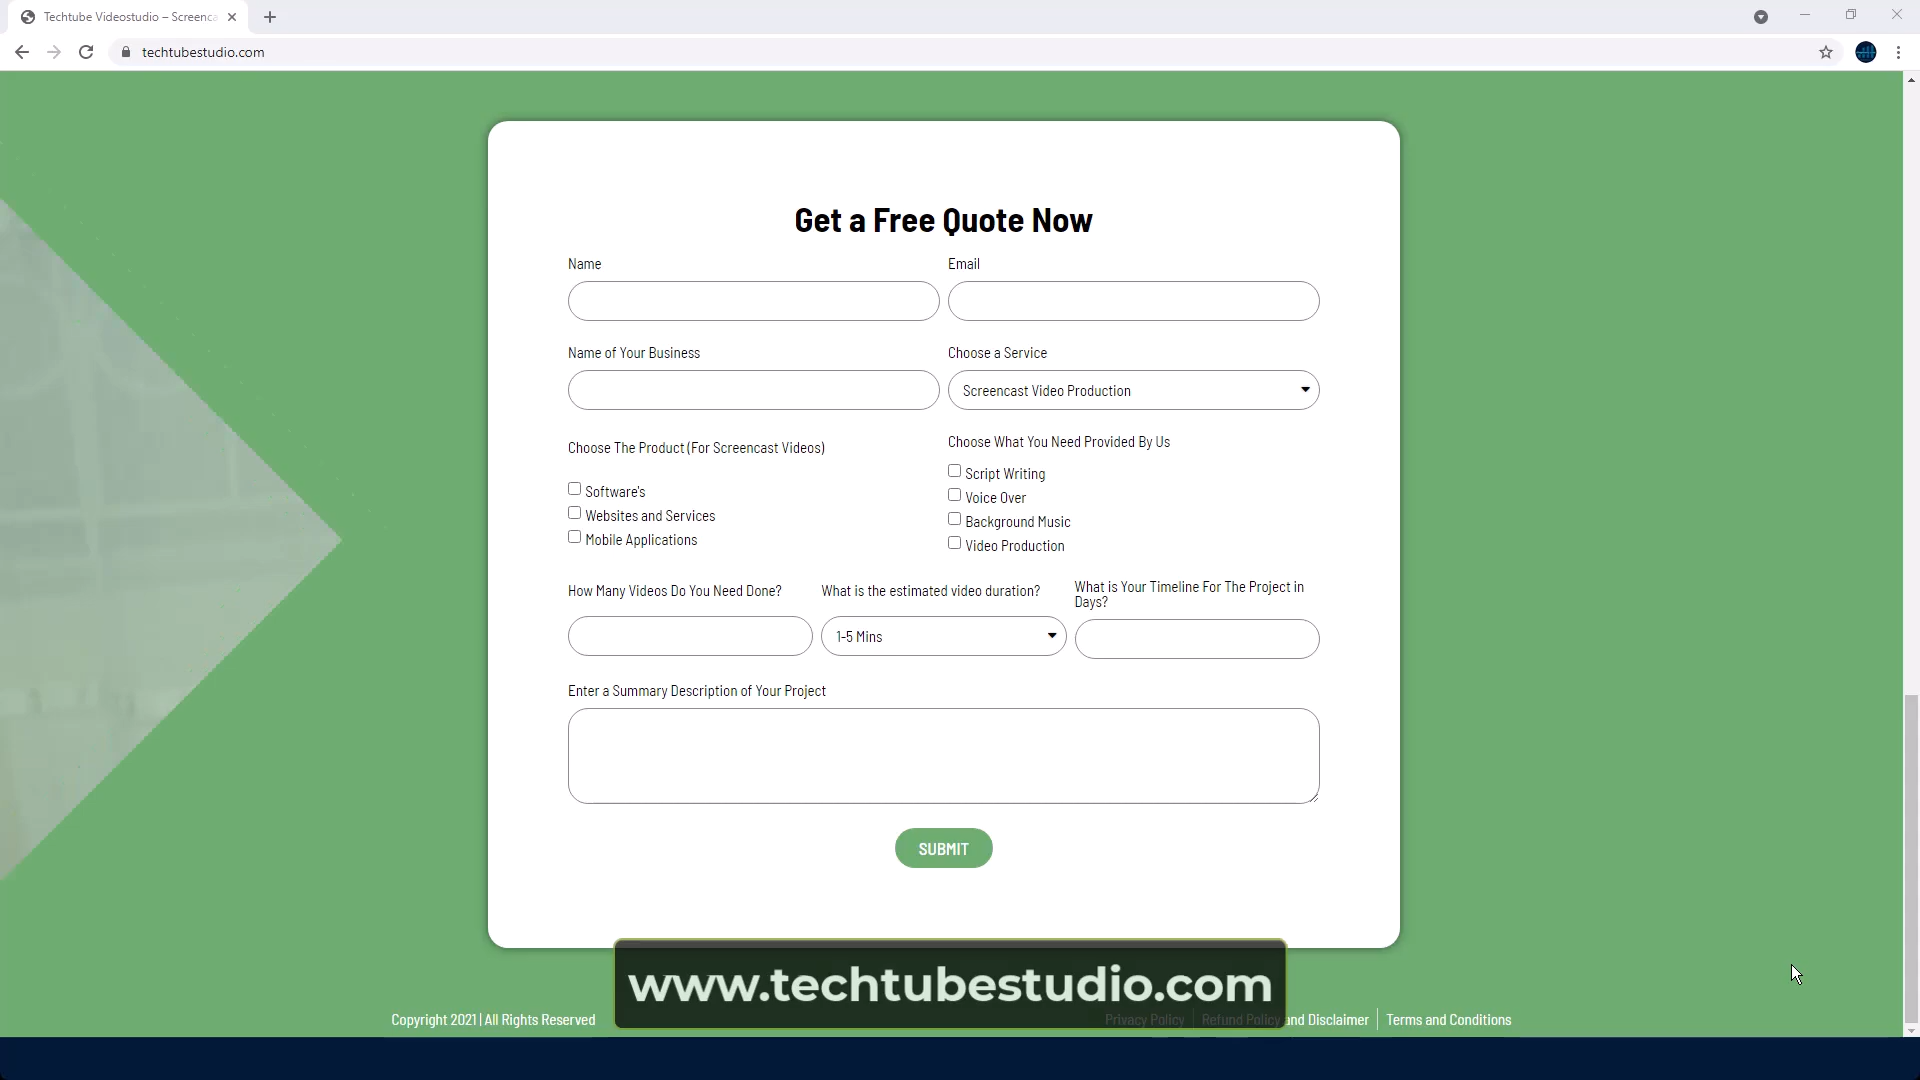 Techtube Videostudio – Screenca
techtubestudio.com
Get a Free Quote Now
Name
Email
Name of Your Business
Choose a Service
Screencast Video Production
Choose The Product (For Screencast Videos)
Choose What You Need Provided By Us
Software's
Websites and Services
Mobile Applications
Script Writing
Voice Over
Background Music
Video Production
How Many Videos Do You Need Done?
What is the estimated video duration?
What is Your Timeline For The Project in
Days?
1-5 Mins
Enter a Summary Description of Your Project
SUBMIT
www.techtubestudio.com
Copyright 2021 | All Rights Reserved
Privacy Policy
Refund Policy and Disclaimer
Terms and Conditions